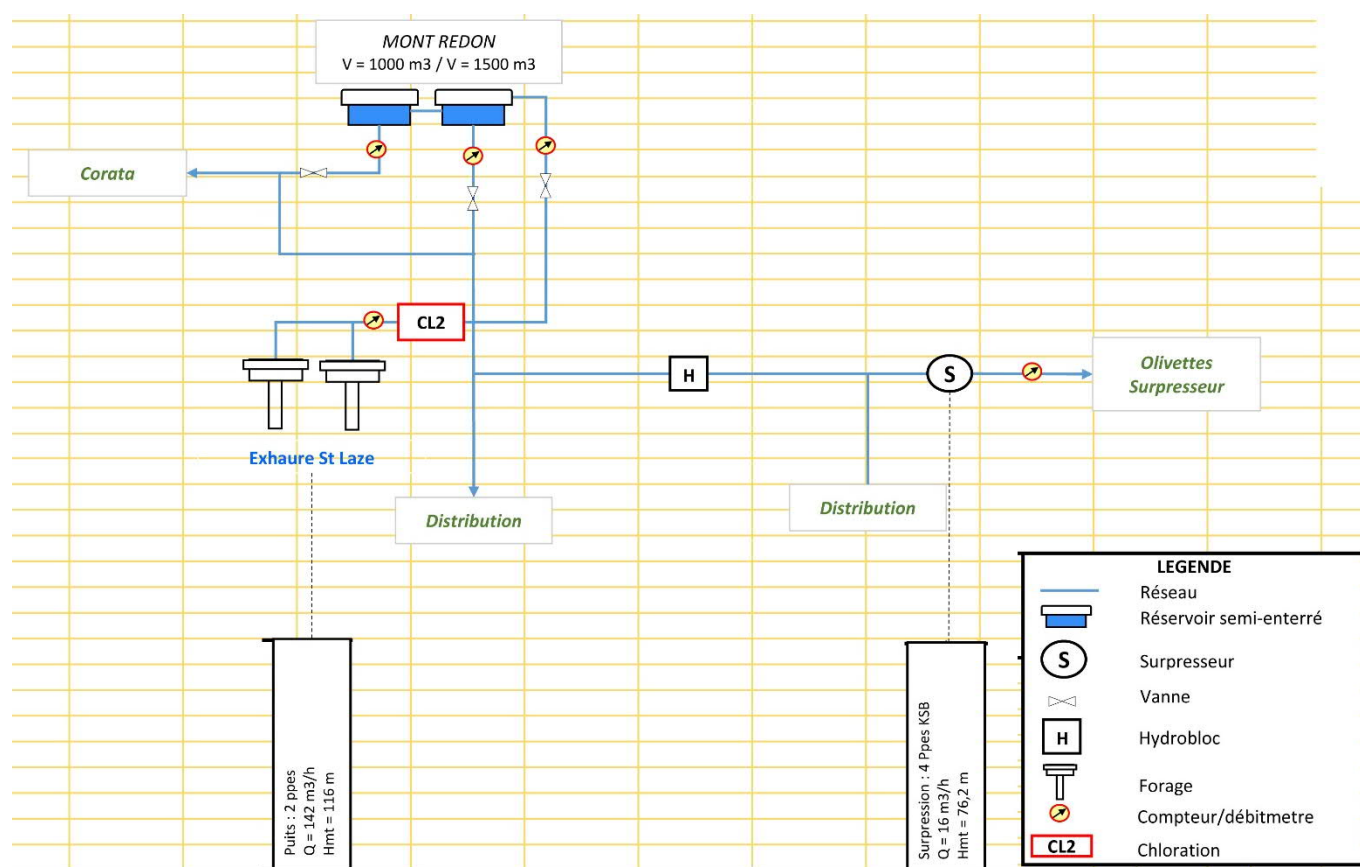 MONT REDON
V = 1000 m3 / V = 1500 m3
Corata
CL2
H
S
Olivettes
Surpresseur
Exhaure St Laze
Distribution
Distribution
Puits : 2 ppes
Q = 142 m3/h
Hmt = 116 m
Surpression : 4 Ppes KSB
Q = 16 m3/h
Hmt = 76,2 m
LEGENDE
Réseau
Réservoir semi-enterré
S
Surpresseur
Vanne
H
Hydrobloc
Forage
Compteur/débitmetre
CL2
Chloration